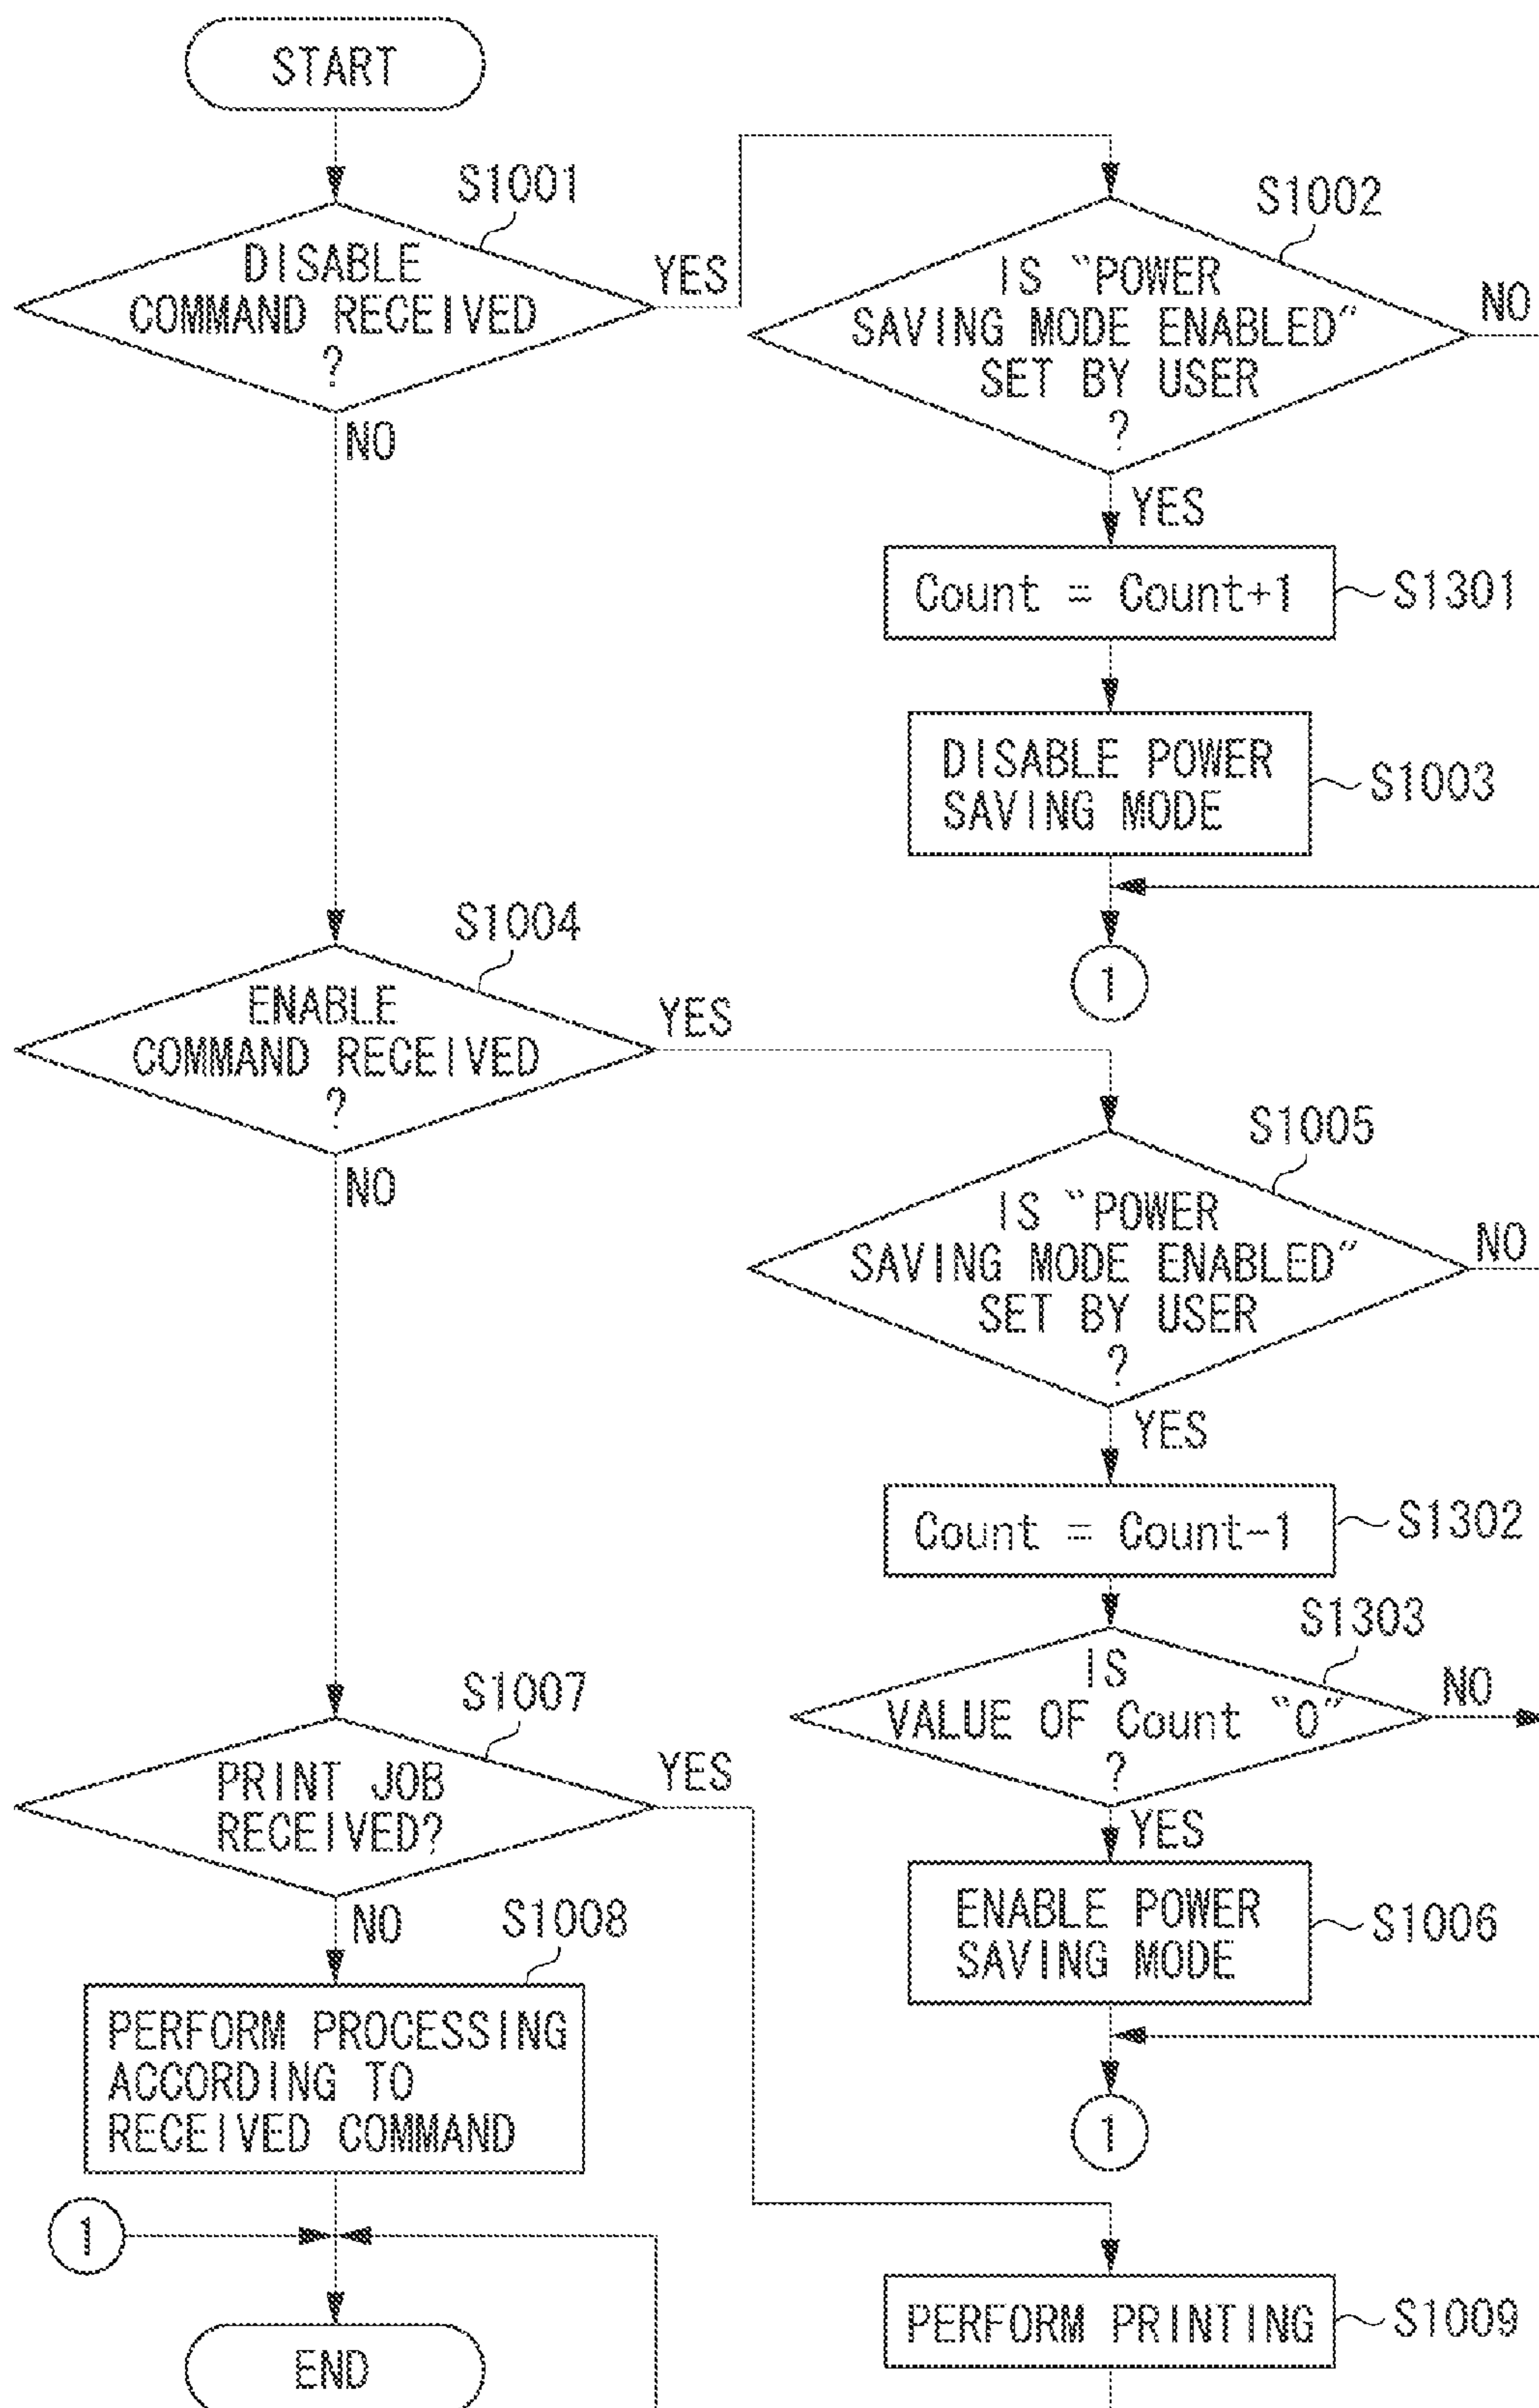 START
S1001
DISABLE
COMMAND RECEIVED
?
YES
NO
S1002
IS “POWER
SAVING MODE ENABLED”
SET BY USER
?
NO
YES
Count = Count+1
S1301
DISABLE POWER
SAVING MODE
S1003
1
S1004
ENABLE
COMMAND RECEIVED
?
YES
NO
S1005
IS “POWER
SAVING MODE ENABLED”
SET BY USER
?
NO
YES
Count = Count-1
S1302
S1303
IS
VALUE OF Count “0”
?
NO
YES
ENABLE POWER
SAVING MODE
S1006
1
S1007
PRINT JOB
RECEIVED?
YES
NO
S1008
PERFORM PROCESSING
ACCORDING TO
RECEIVED COMMAND
1
PERFORM PRINTING
S1009
END